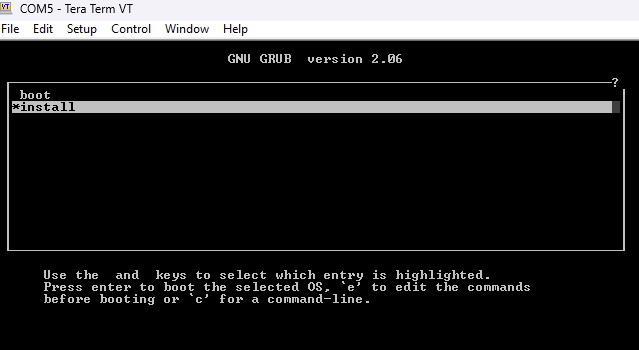 VT COM5 - Tera Term VT
File Edit Setup Control Window Help
GNU GRUB version 2.06
?
boot
*install
Use the and keys to select which entry is highlighted.
Press enter to boot the selected OS, `e' to edit the commands
before booting or `c' for a command-line.